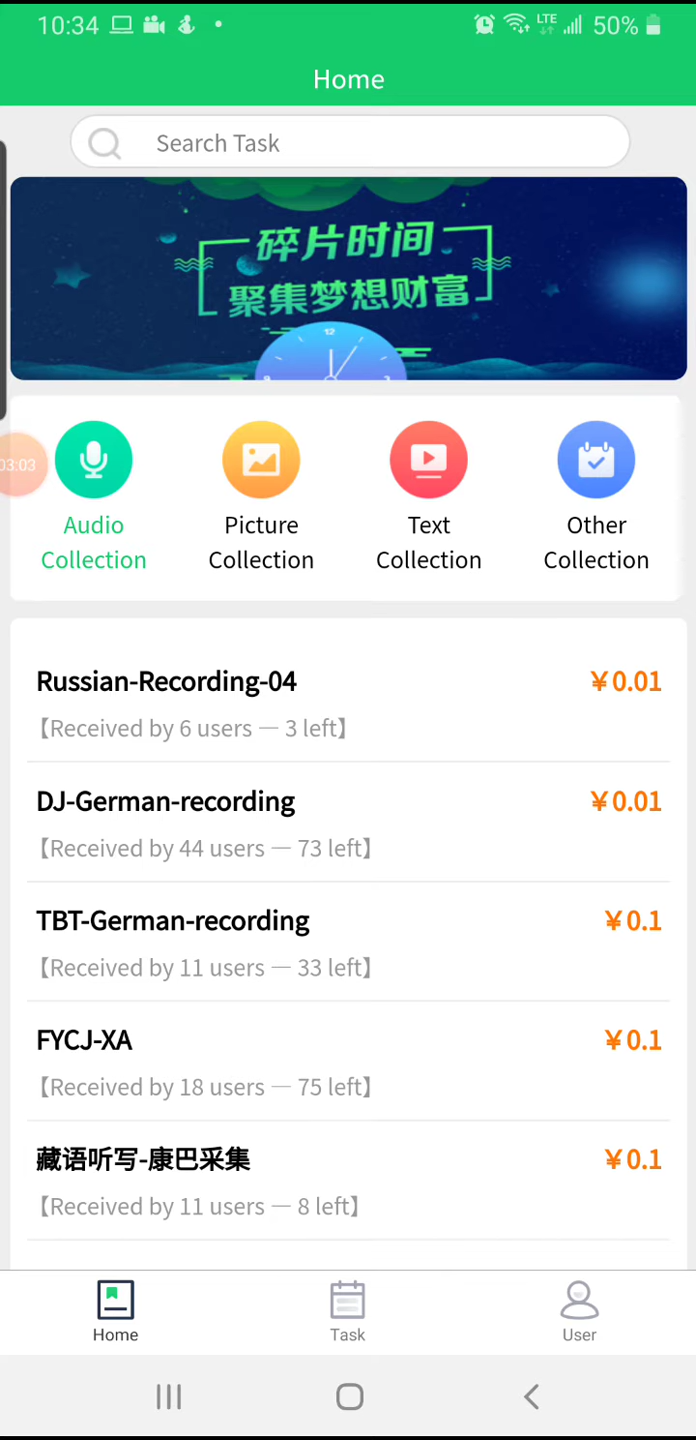 10:34
LTE
50%
Home
Search Task
碎片时间
聚集梦想财富
12
03:03
Audio
Collection
Picture
Collection
Text
Collection
Other
Collection
Russian-Recording-04
￥0.01
【Received by 6 users — 3 left】
DJ-German-recording
￥0.01
【Received by 44 users — 73 left】
TBT-German-recording
￥0.1
【Received by 11 users — 33 left】
FYCJ-XA
￥0.1
【Received by 18 users — 75 left】
藏语听写-康巴采集
￥0.1
【Received by 11 users — 8 left】
Home
Task
User